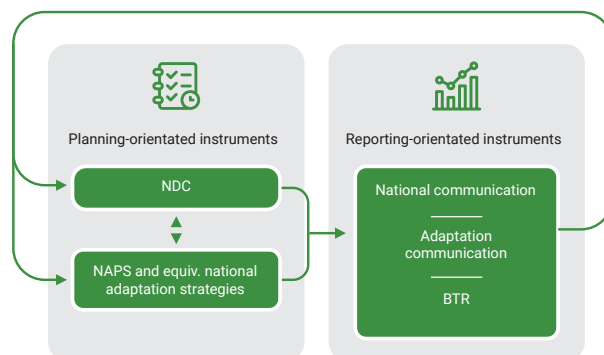 Planning-orientated instruments
NDC
NAPS and equiv. national
adaptation strategies
Reporting-orientated instruments
National communication
Adaptation
communication
BTR